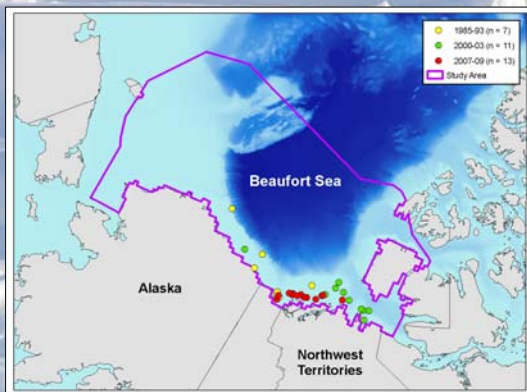 1985-93 (n = 7)
2000-03 (n = 11)
2007-09 (n = 13)
Study Area
Beaufort Sea
Alaska
Northwest
Territories